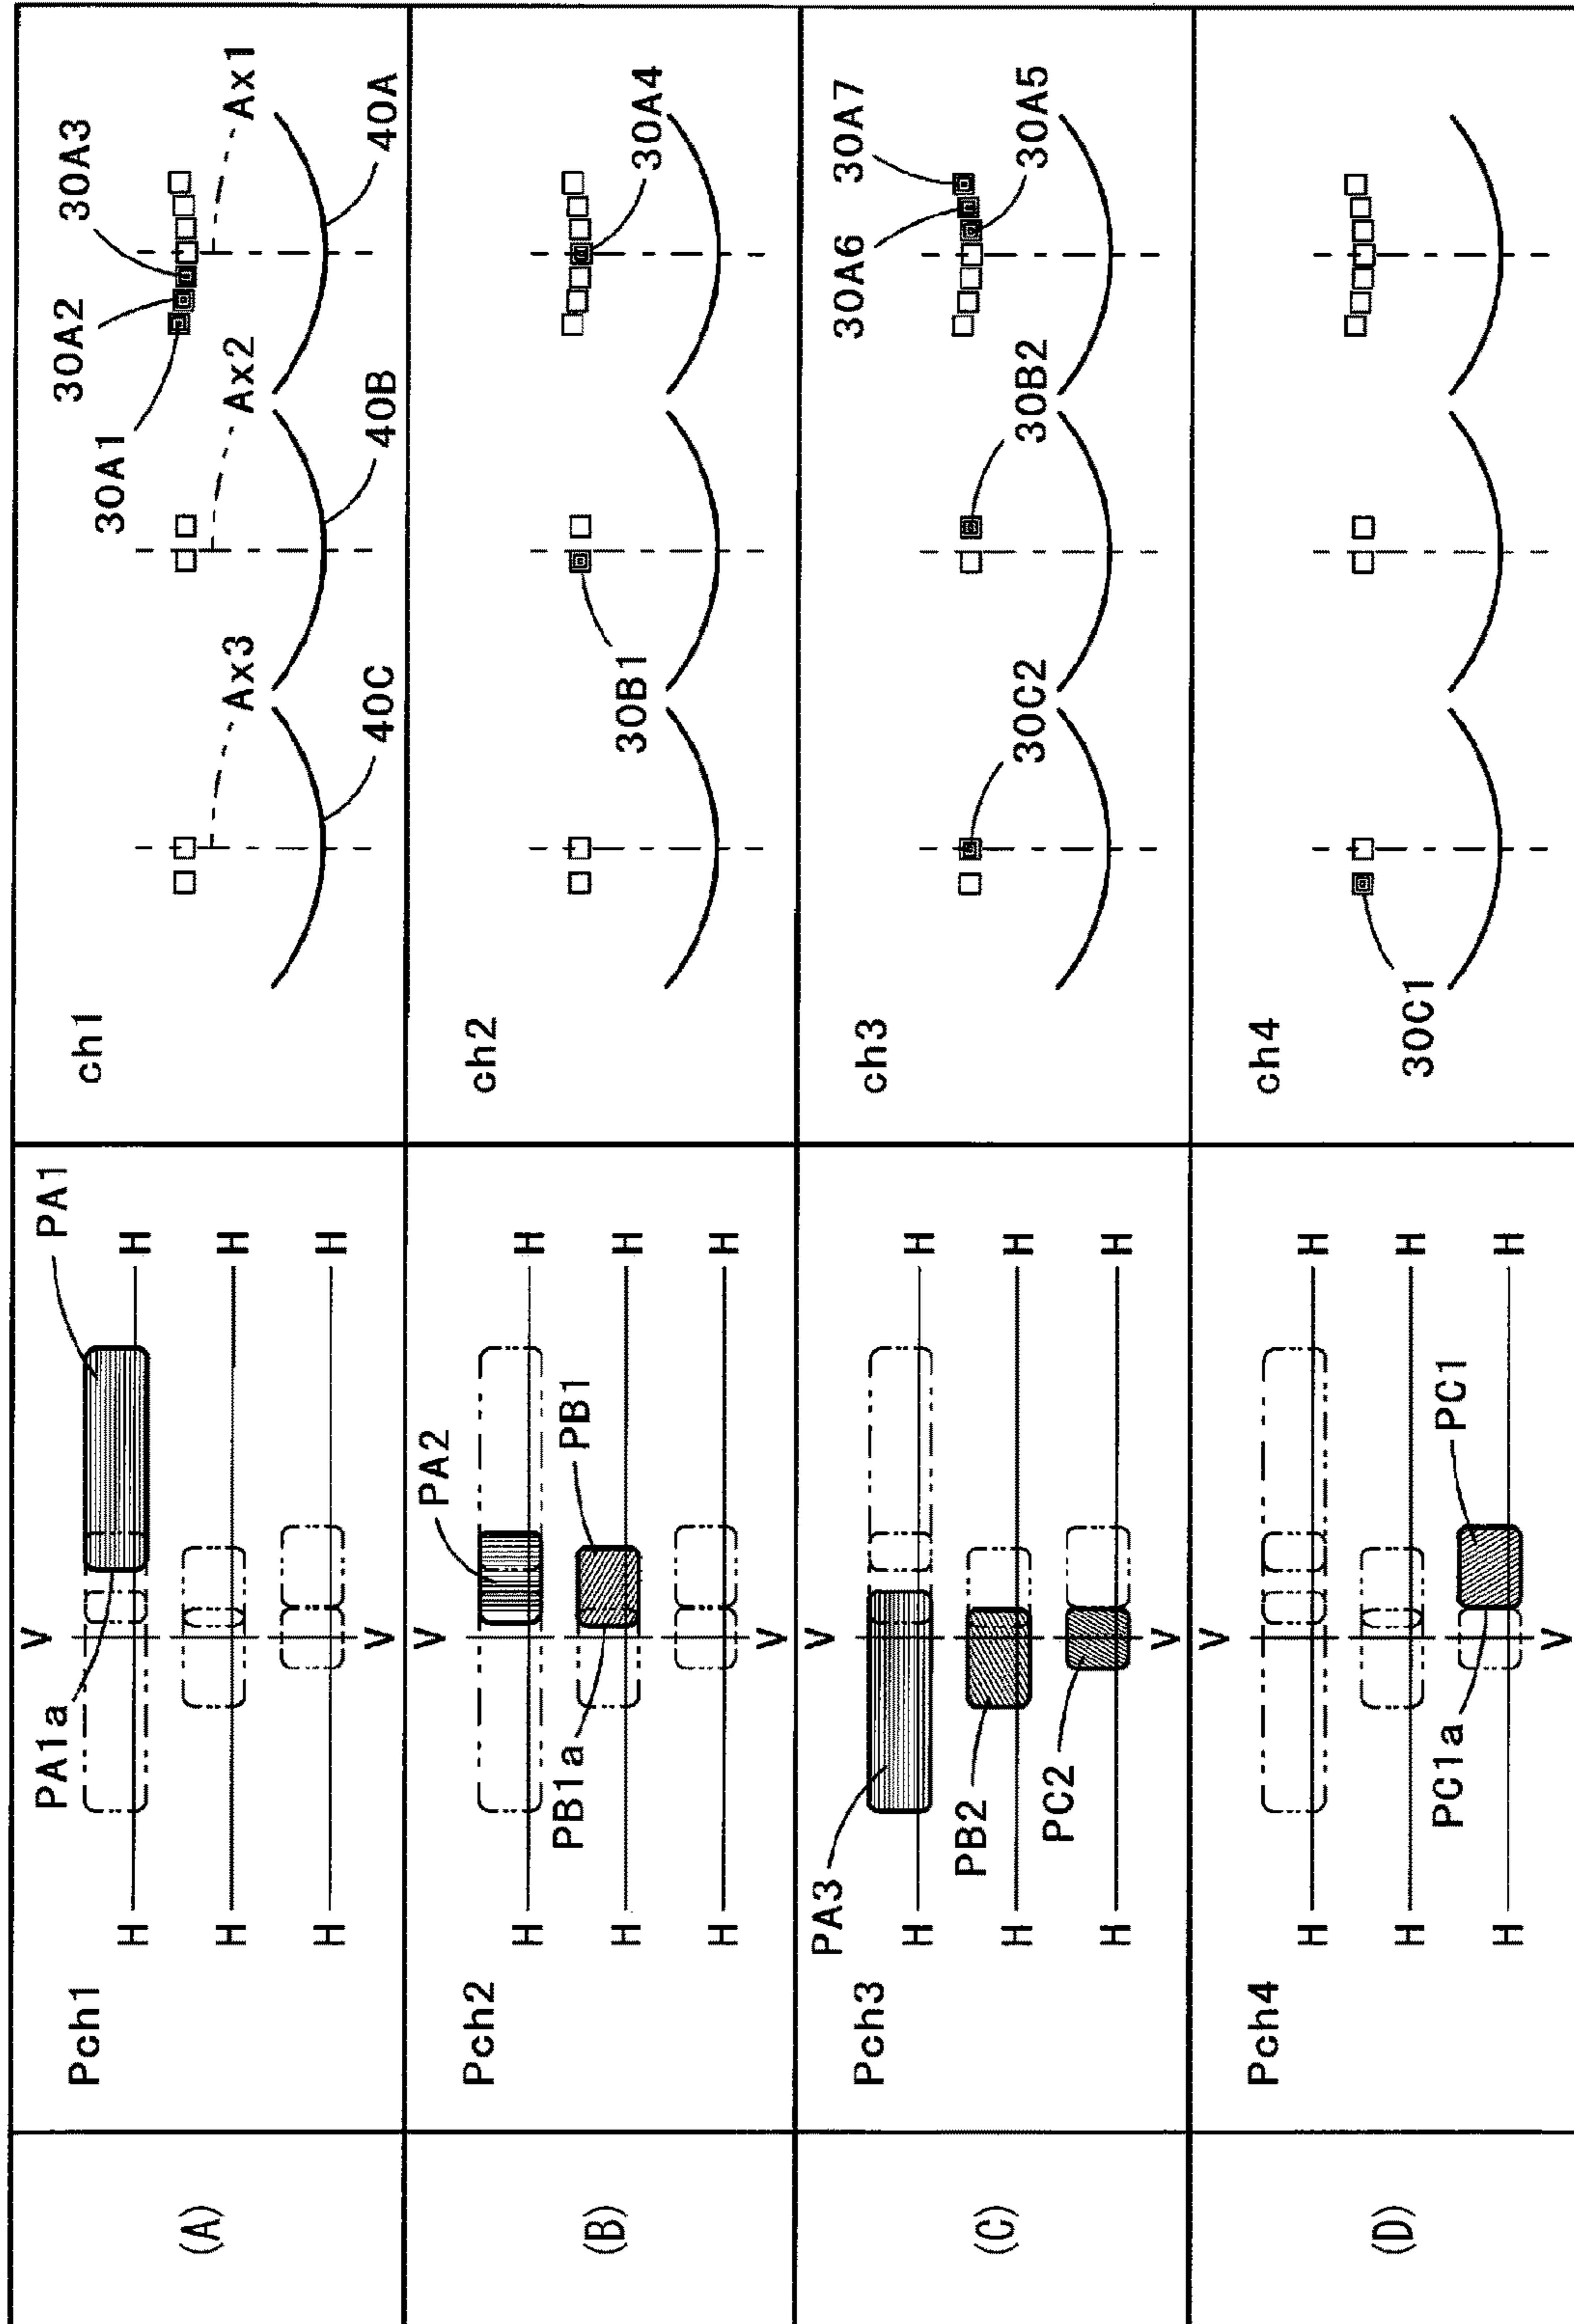 (A)
Pch1
V
PA1a
PA1
H H
H H
H H
V
ch1
30A1
30A2
30A3
Ax3
Ax2
Ax1
40C
40B
40A
(B)
Pch2
V
PA2
H H
PB1a
PB1
H H
H H
V
ch2
30B1
30A4
(C)
Pch3
V
PA3
H H
PB2
H H
PC2
H H
V
ch3
30C2
30B2
30A6
30A7
30A5
(D)
Pch4
V
H H
H H
PC1a
PC1
H H
V
ch4
30C1